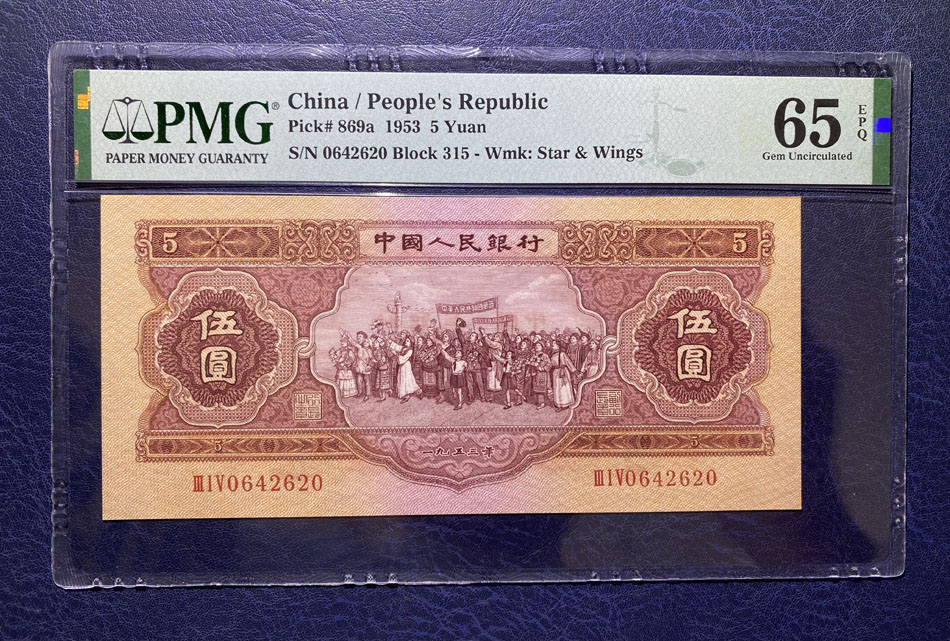 PMG®
PAPER MONEY GUARANTY
China / People's Republic
Pick# 869a 1953 5 Yuan
S/N 0642620 Block 315 - Wmk: Star & Wings
65
EPQ
Gem Uncirculated
5
中國人民銀行
5
伍圓
伍圓
5
一九五三年
5
ⅢⅠⅤ0642620
ⅢⅠⅤ0642620